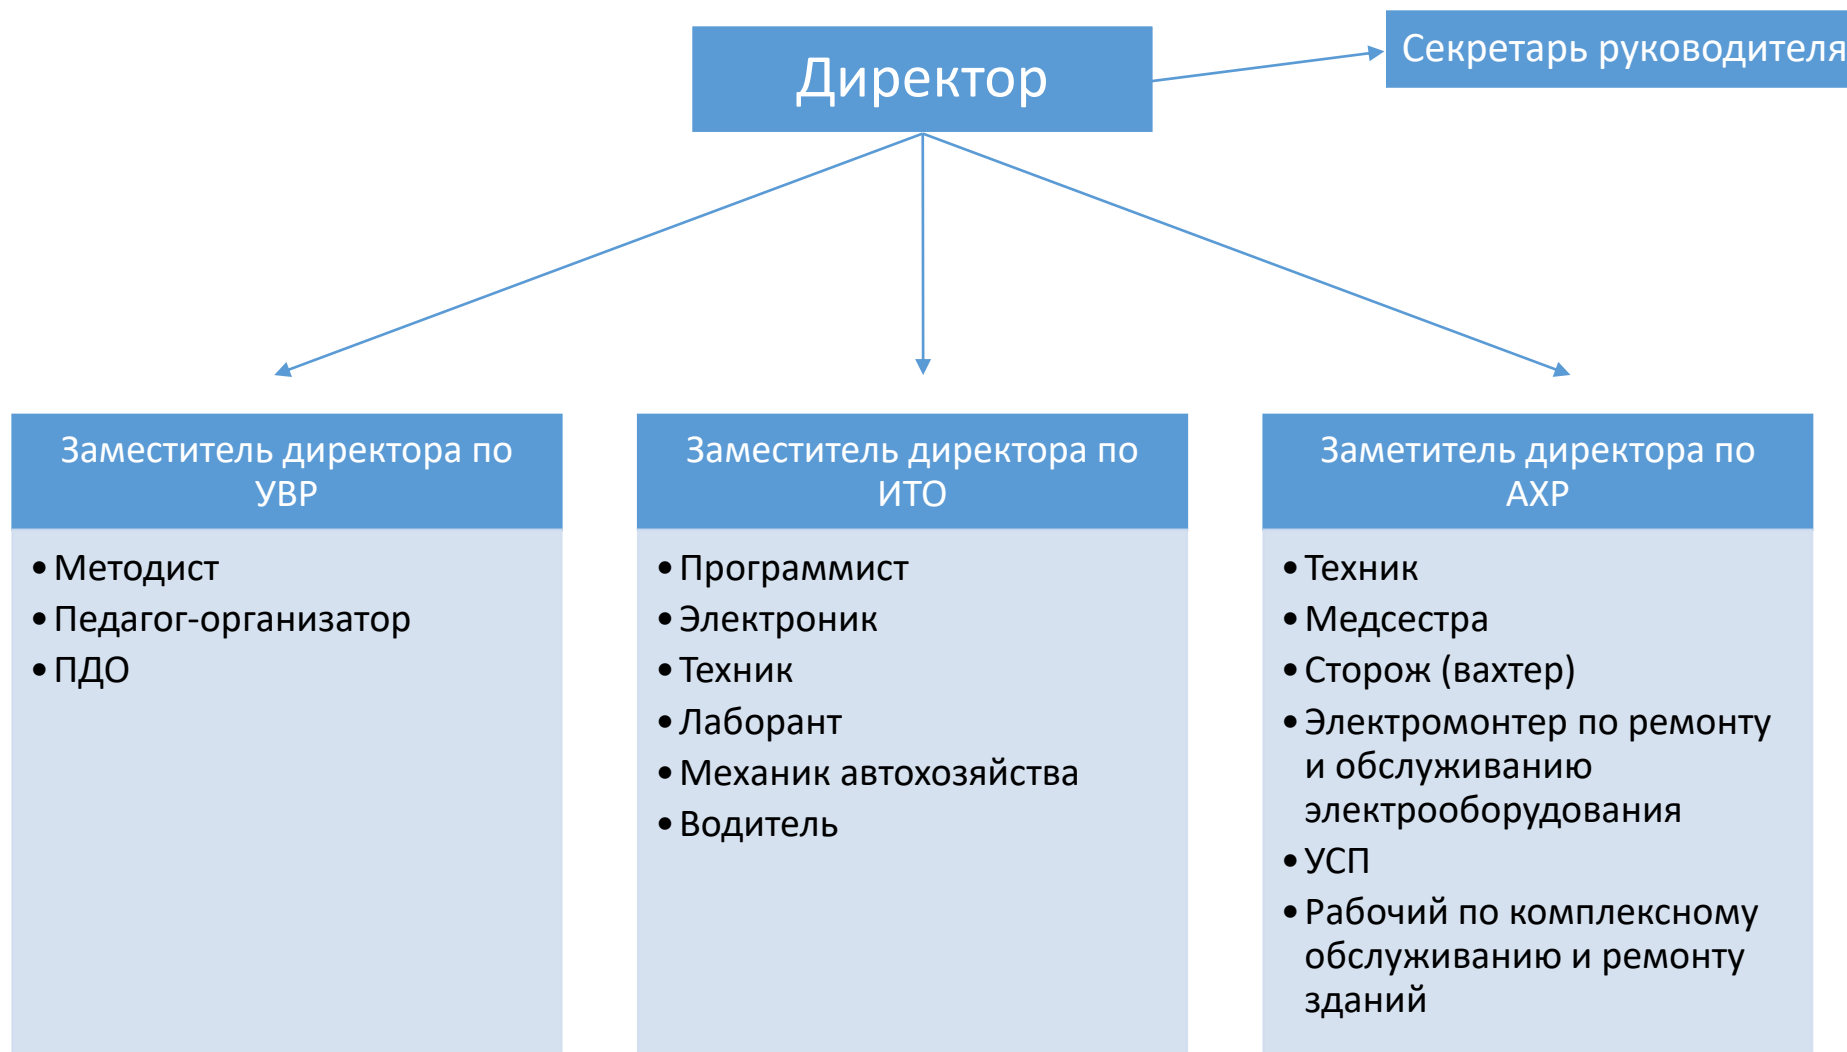 Директор
Секретарь руководителя
Заместитель директора по
УВР
• Методист
• Педагог-организатор
• ПДО
Заместитель директора по
ИТО
• Программист
• Электроник
• Техник
• Лаборант
• Механик автохозяйства
• Водитель
Заметитель директора по
АХР
• Техник
• Медсестра
• Сторож (вахтер)
• Электромонтер по ремонту
и обслуживанию
электрооборудования
• УСП
• Рабочий по комплексному
обслуживанию и ремонту
зданий